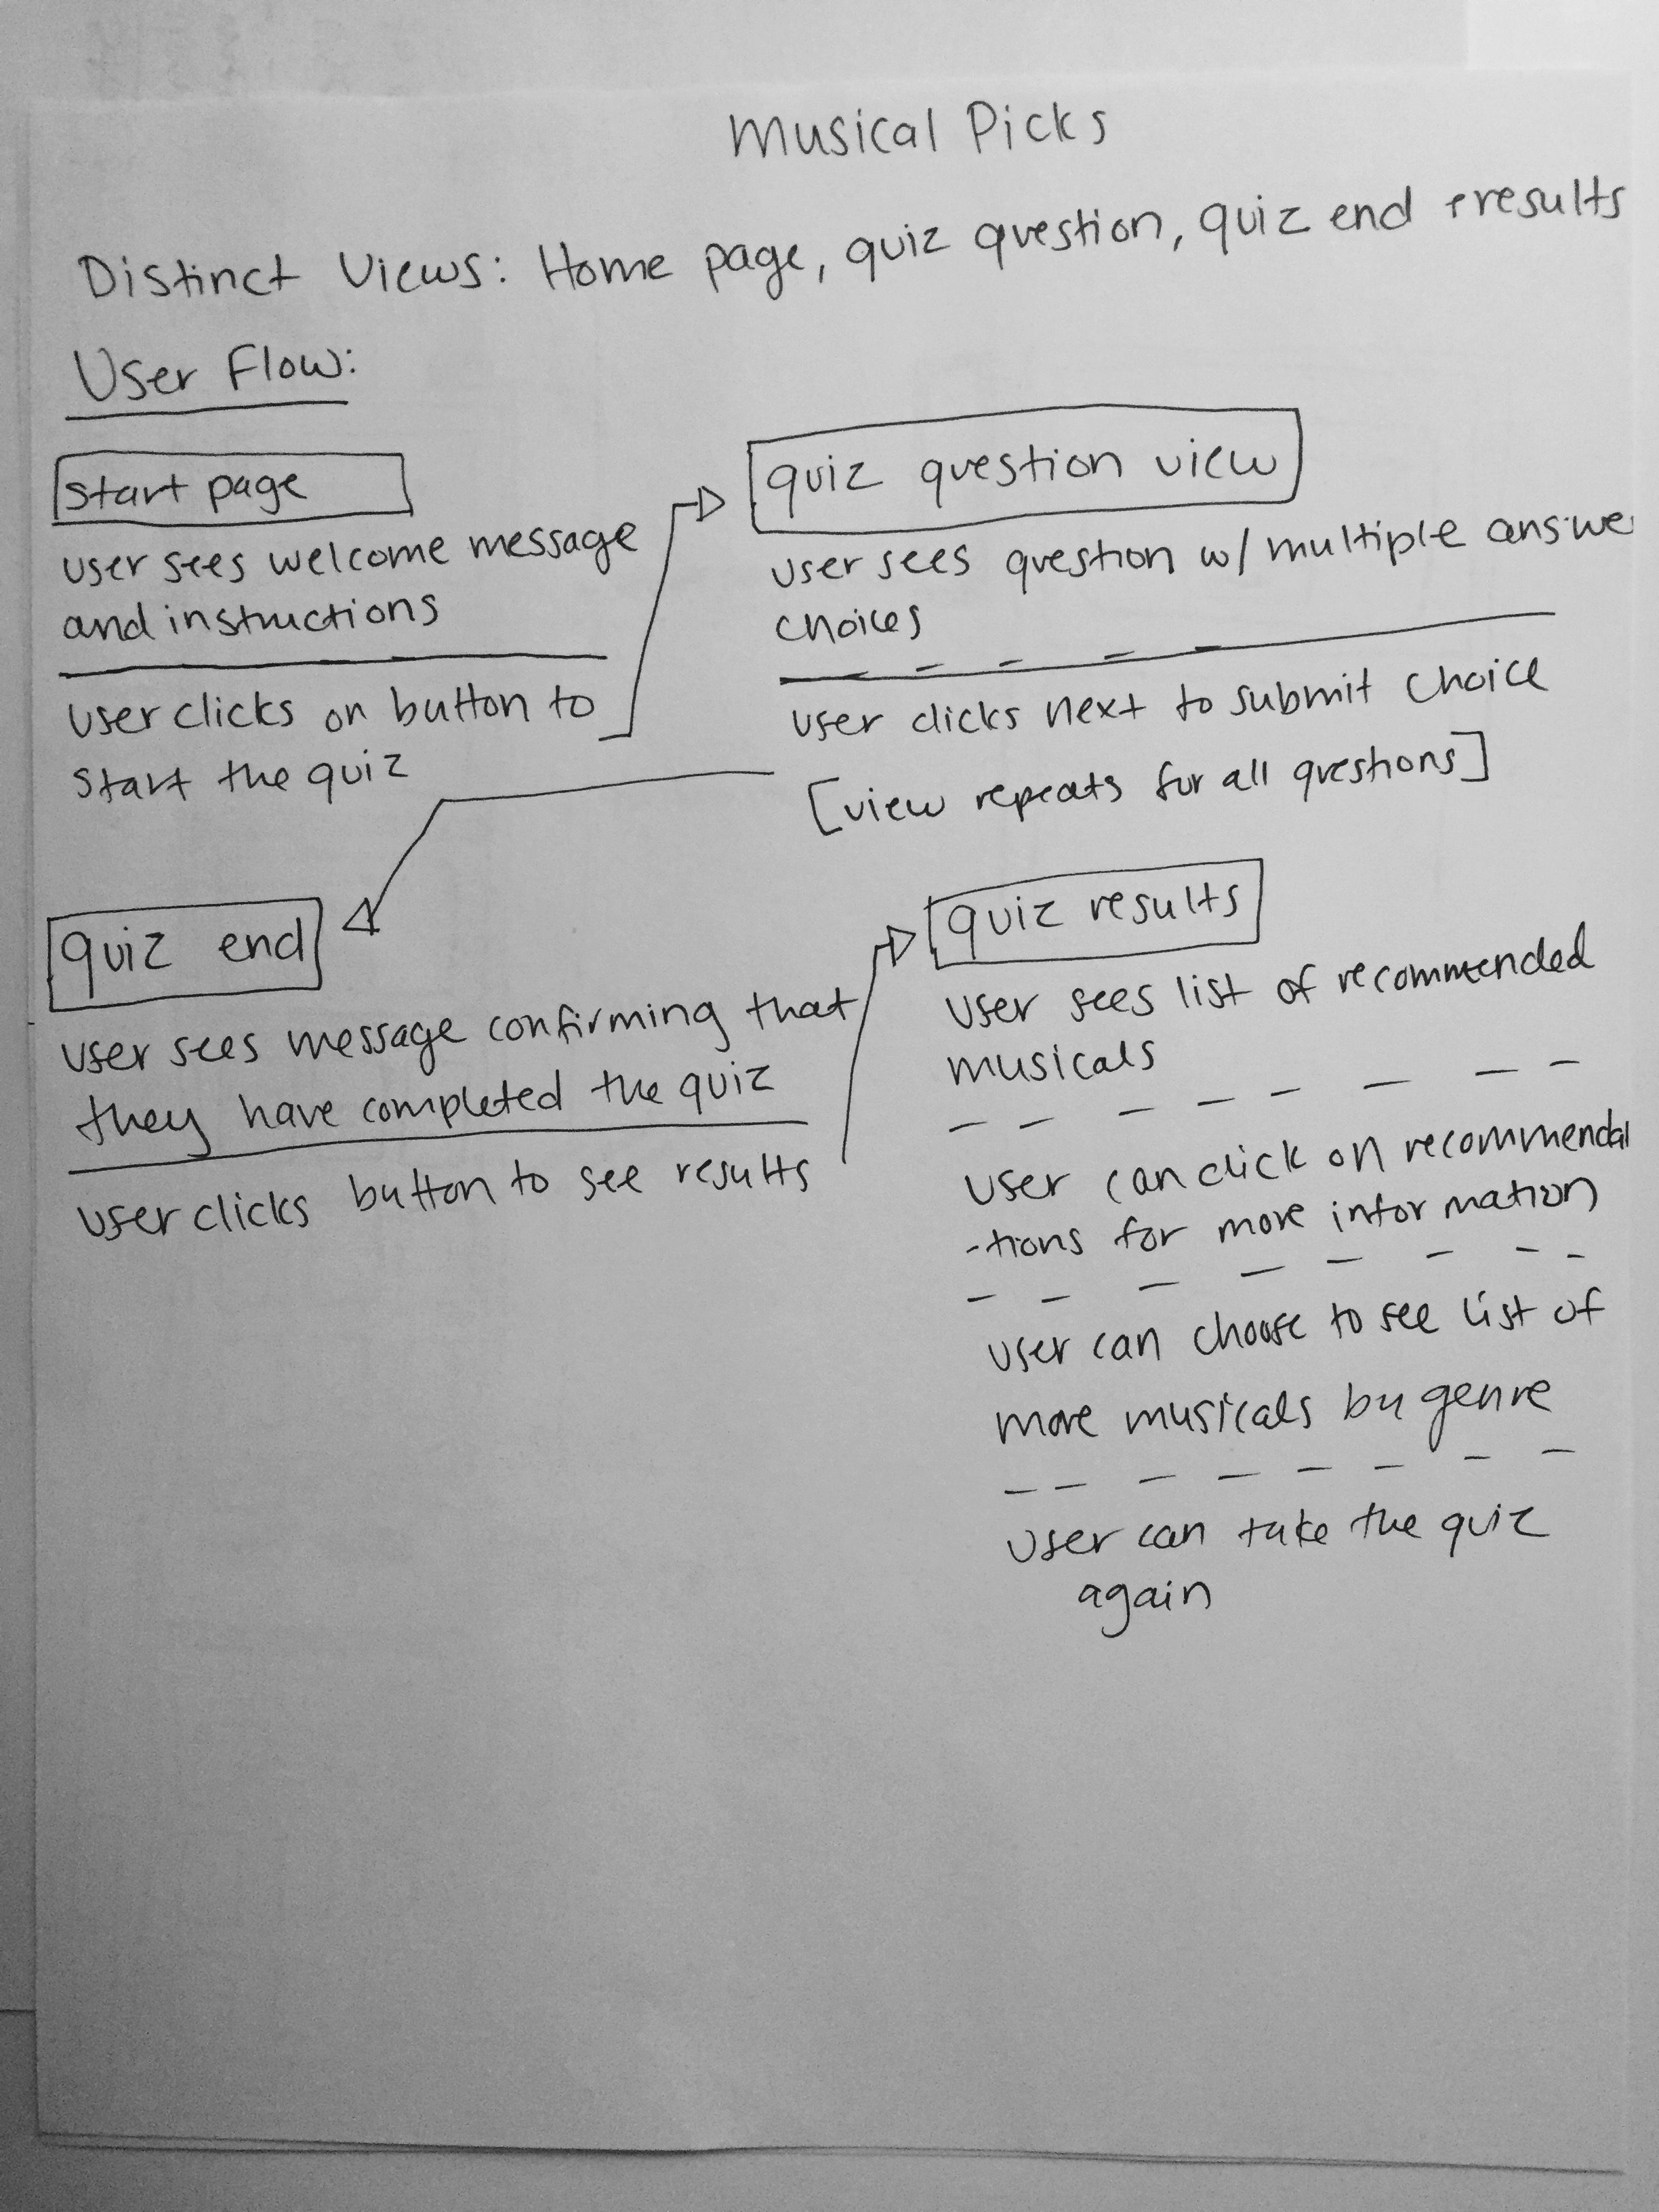 Musical Picks
Distinct Views: Home page, quiz question, quiz end + results
User Flow:
start page
user sees welcome message
and instructions
user clicks on button to
start the quiz
quiz question view
user sees question w/ multiple answe
choices
user clicks next to submit choice
[view repeats for all questions]
quiz end
user sees message confirming that
they have completed the quiz
user clicks button to see results
quiz results
user sees list of recommended
musicals
user can click on recommenda
-tions for more information
user can choose to see list of
more musicals by genre
user can take the quiz
again